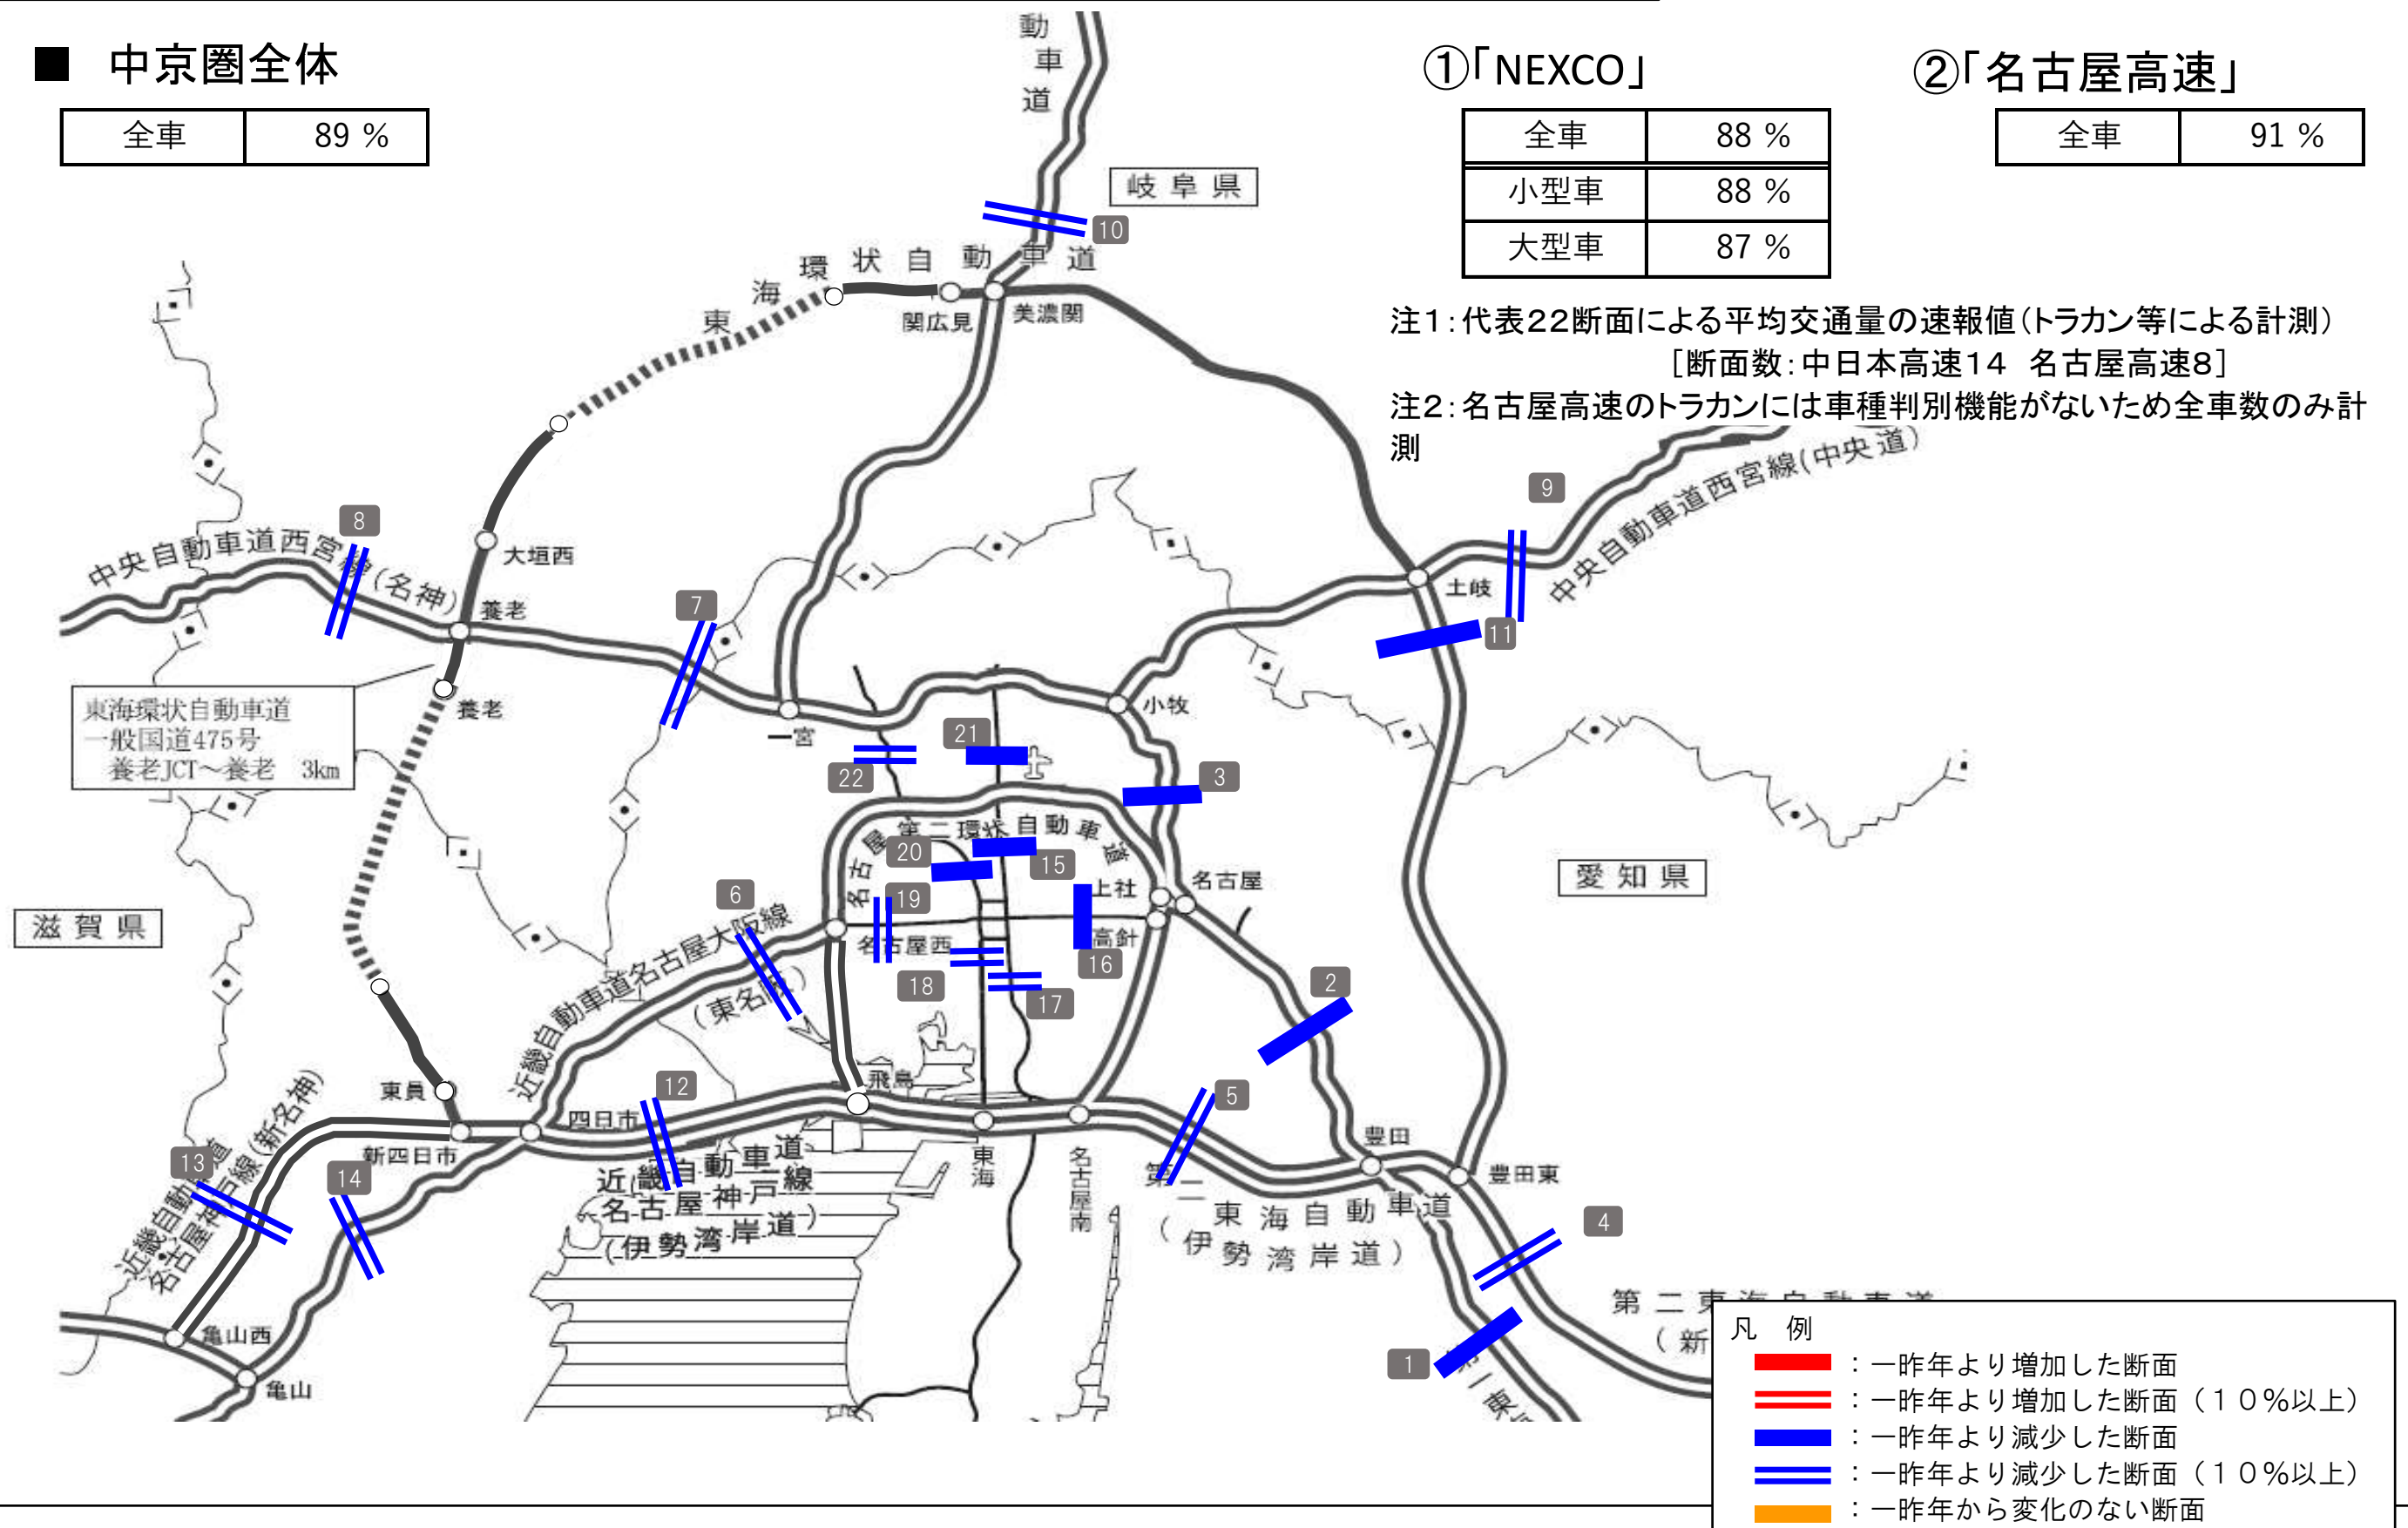 ■ 中京圏全体
全車 89 %
①「NEXCO」
全車 88 %
小型車 88 %
大型車 87 %
②「名古屋高速」
全車 91 %
注1：代表22断面による平均交通量の速報値（トラカン等による計測）
［断面数：中日本高速14 名古屋高速8］
注2：名古屋高速のトラカンには車種判別機能がないため全車数のみ計
測
動車道
岐阜県
10
東海環状自動車道
関広見
美濃関
9
中央自動車道西宮線(中央道)
8
中央自動車道西宮線(名神)
大垣西
養老
7
土岐
11
東海環状自動車道
一般国道475号
養老JCT～養老 3km
養老
一宮
小牧
21
22
3
名古屋第二環状自動車道
20
15
愛知県
滋賀県
6
19
上社
名古屋
名古屋西
高針
16
18
17
2
近畿自動車道名古屋大阪線
(東名阪)
飛島
東員
12
四日市
5
新四日市
13
14
近畿自動車道
名古屋神戸線(新名神)
近畿自動車道
名古屋神戸線
(伊勢湾岸道)
東海
名古屋南
豊田
豊田東
第二東海自動車道
(伊勢湾岸道)
4
亀山西
亀山
1
第一東
第二東海自動車道
(新
凡 例
：一昨年より増加した断面
：一昨年より増加した断面（１０％以上）
：一昨年より減少した断面
：一昨年より減少した断面（１０％以上）
：一昨年から変化のない断面